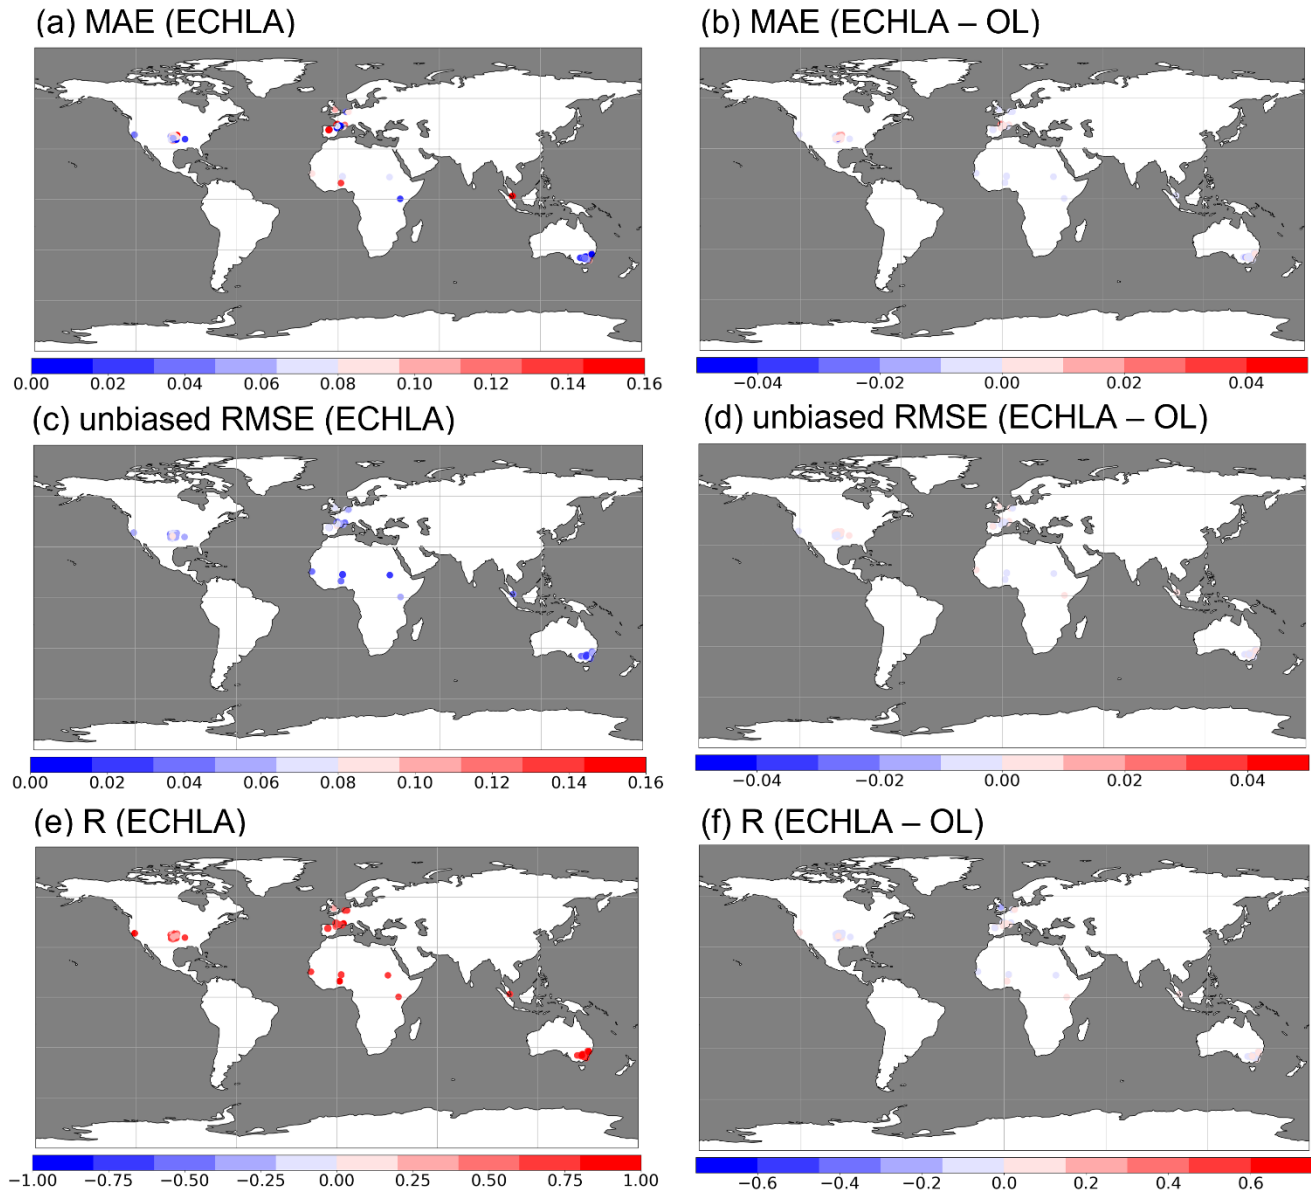 (a) MAE (ECHLA)
(b) MAE (ECHLA – OL)
0.00 0.02 0.04 0.06 0.08 0.10 0.12 0.14 0.16
−0.04 −0.02 0.00 0.02 0.04
(c) unbiased RMSE (ECHLA)
(d) unbiased RMSE (ECHLA – OL)
0.00 0.02 0.04 0.06 0.08 0.10 0.12 0.14 0.16
−0.04 −0.02 0.00 0.02 0.04
(e) R (ECHLA)
(f) R (ECHLA – OL)
−1.00 −0.75 −0.50 −0.25 0.00 0.25 0.50 0.75 1.00
−0.6 −0.4 −0.2 0.0 0.2 0.4 0.6